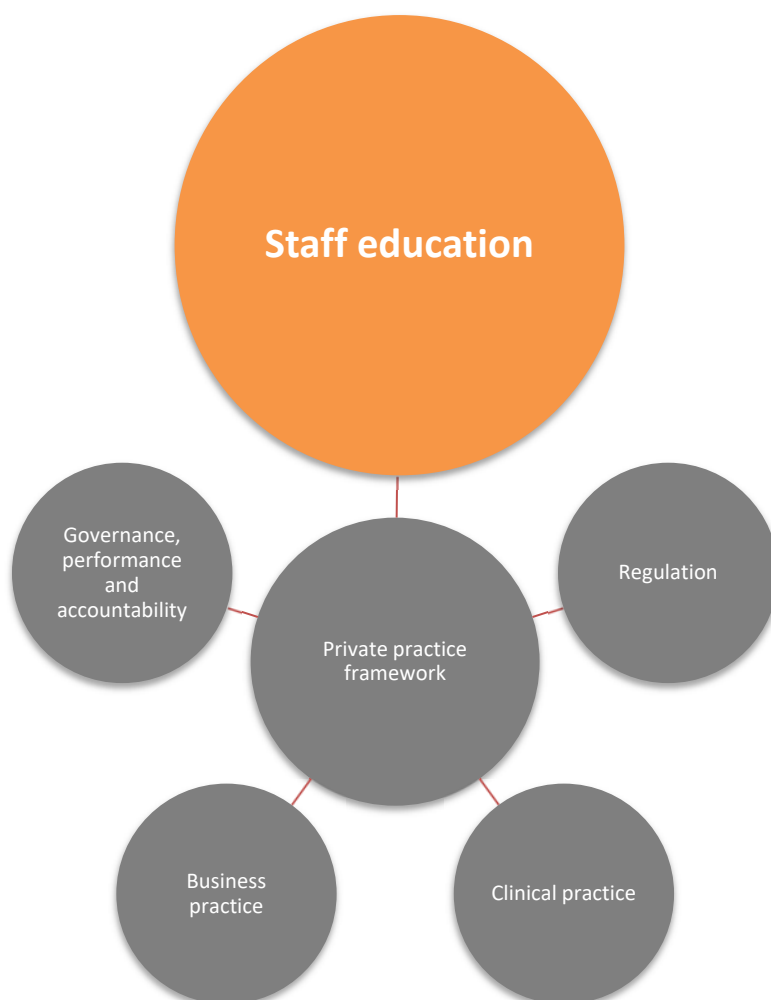 Staff education
Governance,
performance
and
accountability
Regulation
Private practice
framework
Business
practice
Clinical practice